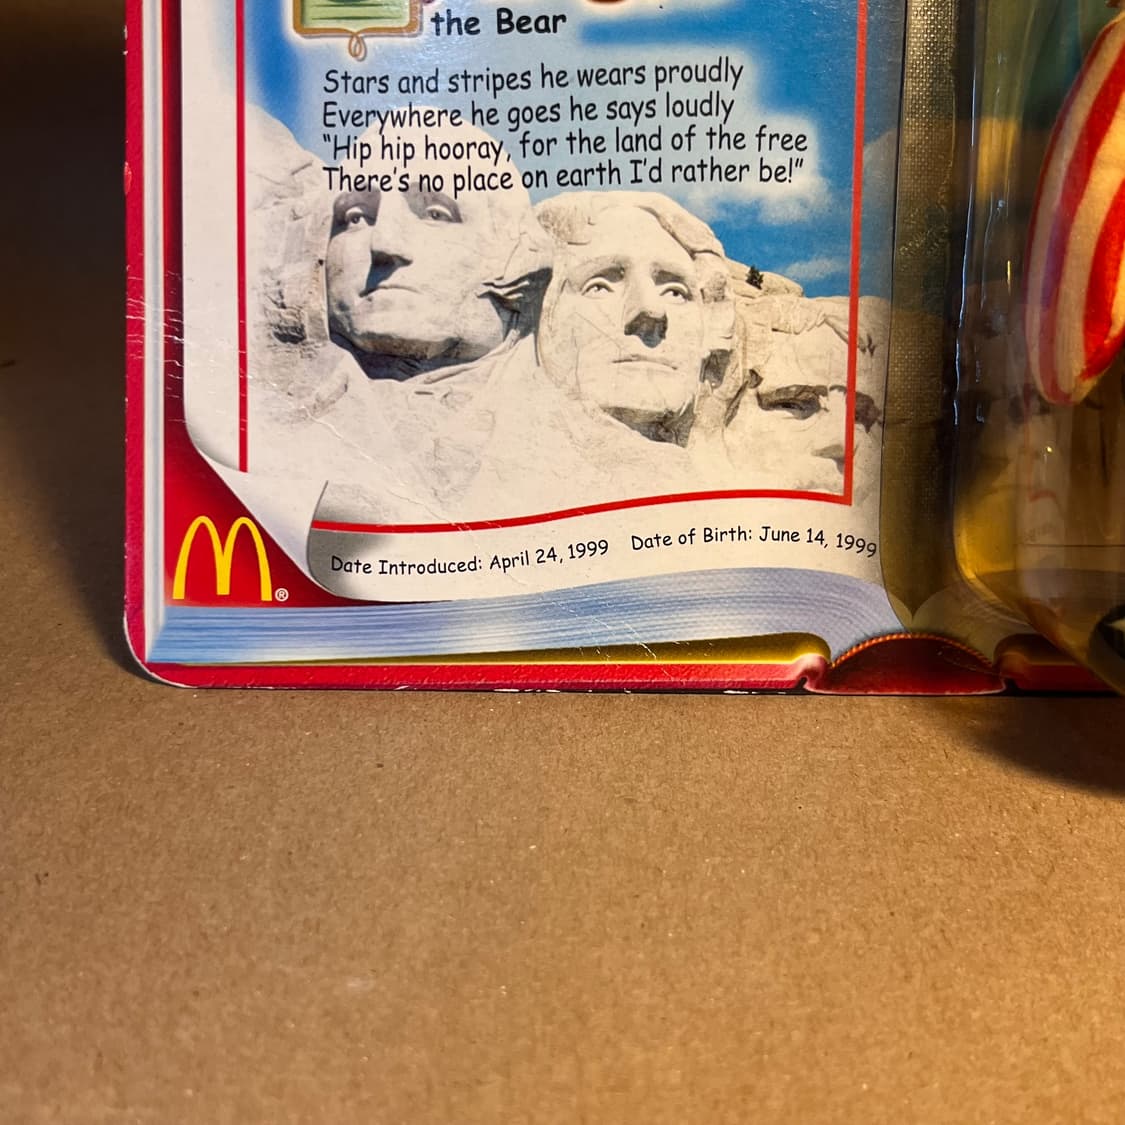 the Bear
Stars and stripes he wears proudly
Everywhere he goes he says loudly
"Hip hip hooray, for the land of the free
There's no place on earth I'd rather be!"
Date Introduced: April 24, 1999 Date of Birth: June 14, 1999
M®